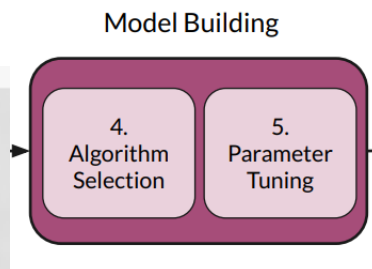 Model Building
4.
Algorithm
Selection
5.
Parameter
Tuning